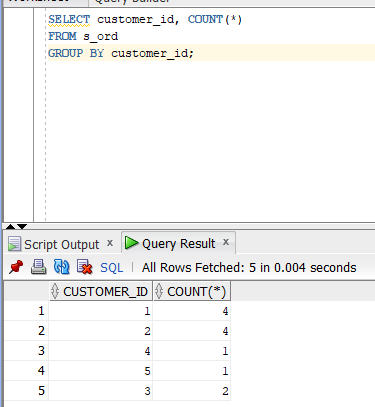 Worksheet Query Builder
SELECT customer_id, COUNT(*)
FROM s_ord
GROUP BY customer_id;
Script Output x Query Result x
SQL | All Rows Fetched: 5 in 0.004 seconds
CUSTOMER_ID COUNT(*)
1 1 4
2 2 4
3 4 1
4 5 1
5 3 2